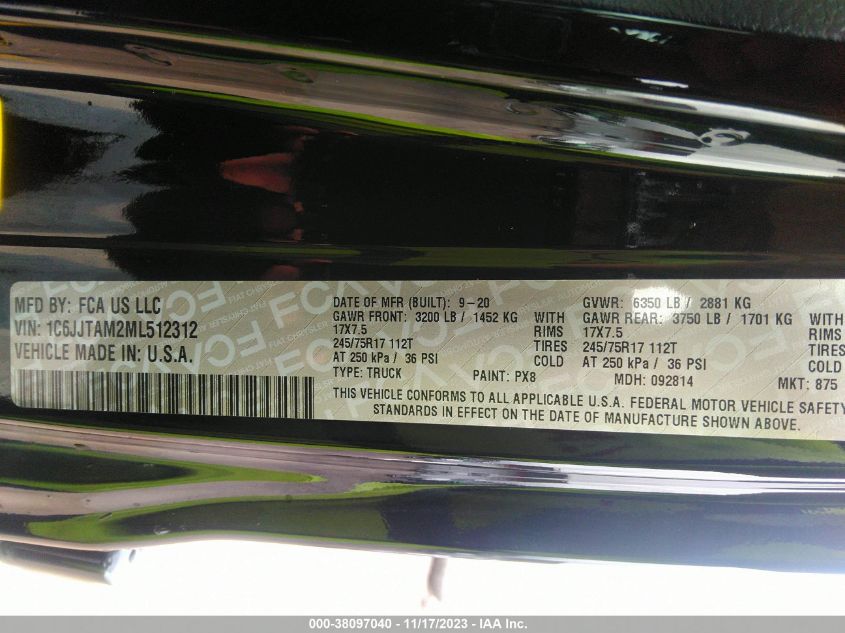 MFD BY: FCA US LLC
VIN: 1C6JJTAM2ML512312
VEHICLE MADE IN: U.S.A.
DATE OF MFR (BUILT): 9-20 GVWR: 6350 LB / 2881 KG
GAWR FRONT: 3200 LB / 1452 KG WITH GAWR REAR: 3750 LB / 1701 KG WITH
17X7.5 RIMS 17X7.5 RIMS
245/75R17 112T TIRES 245/75R17 112T TIRES
AT 250 kPa / 36 PSI COLD AT 250 kPa / 36 PSI COLD
TYPE: TRUCK PAINT: PX8 MDH: 092814 MKT: 875
THIS VEHICLE CONFORMS TO ALL APPLICABLE U.S.A. FEDERAL MOTOR VEHICLE SAFETY
STANDARDS IN EFFECT ON THE DATE OF MANUFACTURE SHOWN ABOVE.
000-38097040 - 11/17/2023 - IAA Inc.